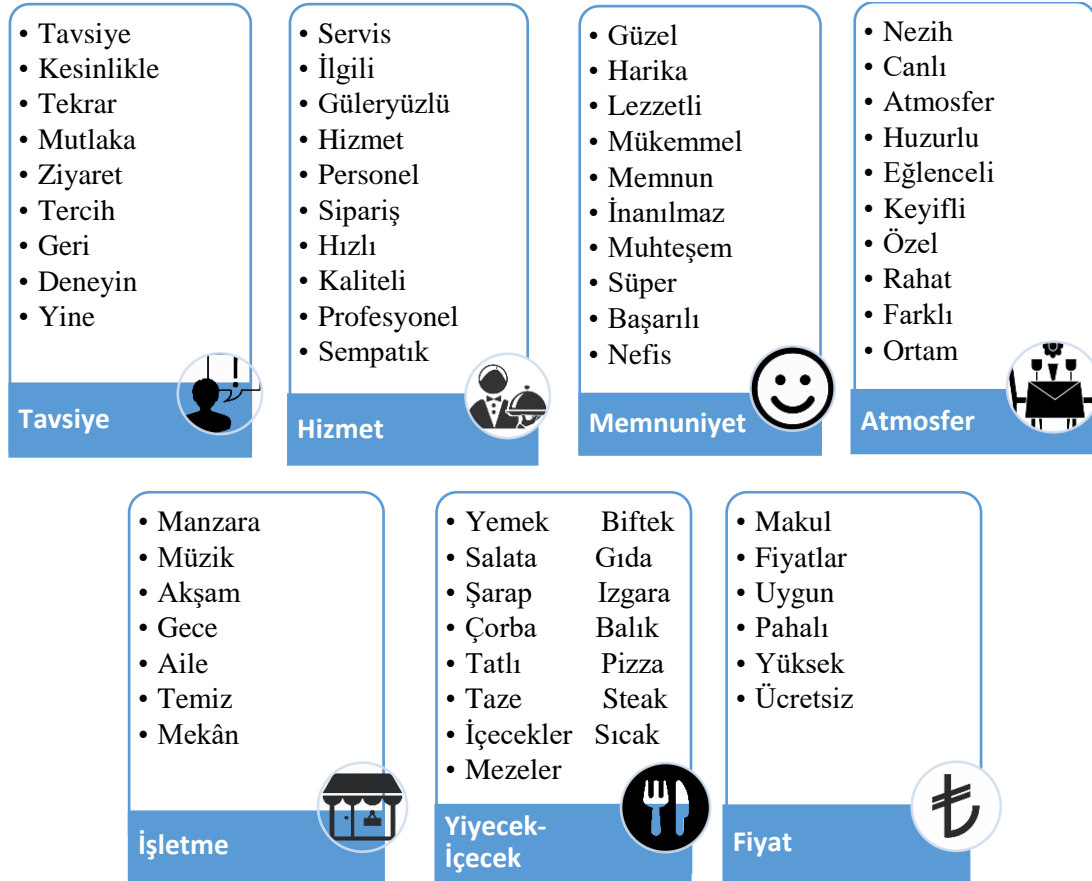 • Tavsiye
• Kesinlikle
• Tekrar
• Mutlaka
• Ziyaret
• Tercih
• Geri
• Deneyin
• Yine
Tavsiye
• Servis
• İlgili
• Güleryüzlü
• Hizmet
• Personel
• Sipariş
• Hızlı
• Kaliteli
• Profesyonel
• Sempatık
Hizmet
• Güzel
• Harika
• Lezzetli
• Mükemmel
• Memnun
• İnanılmaz
• Muhteşem
• Süper
• Başarılı
• Nefis
Memnuniyet
• Nezih
• Canlı
• Atmosfer
• Huzurlu
• Eğlenceli
• Keyifli
• Özel
• Rahat
• Farklı
• Ortam
Atmosfer
• Manzara
• Müzik
• Akşam
• Gece
• Aile
• Temiz
• Mekân
İşletme
• Yemek Biftek
• Salata Gıda
• Şarap Izgara
• Çorba Balık
• Tatlı Pizza
• Taze Steak
• İçecekler Sıcak
• Mezeler
Yiyecek-
İçecek
• Makul
• Fiyatlar
• Uygun
• Pahalı
• Yüksek
• Ücretsiz
Fiyat